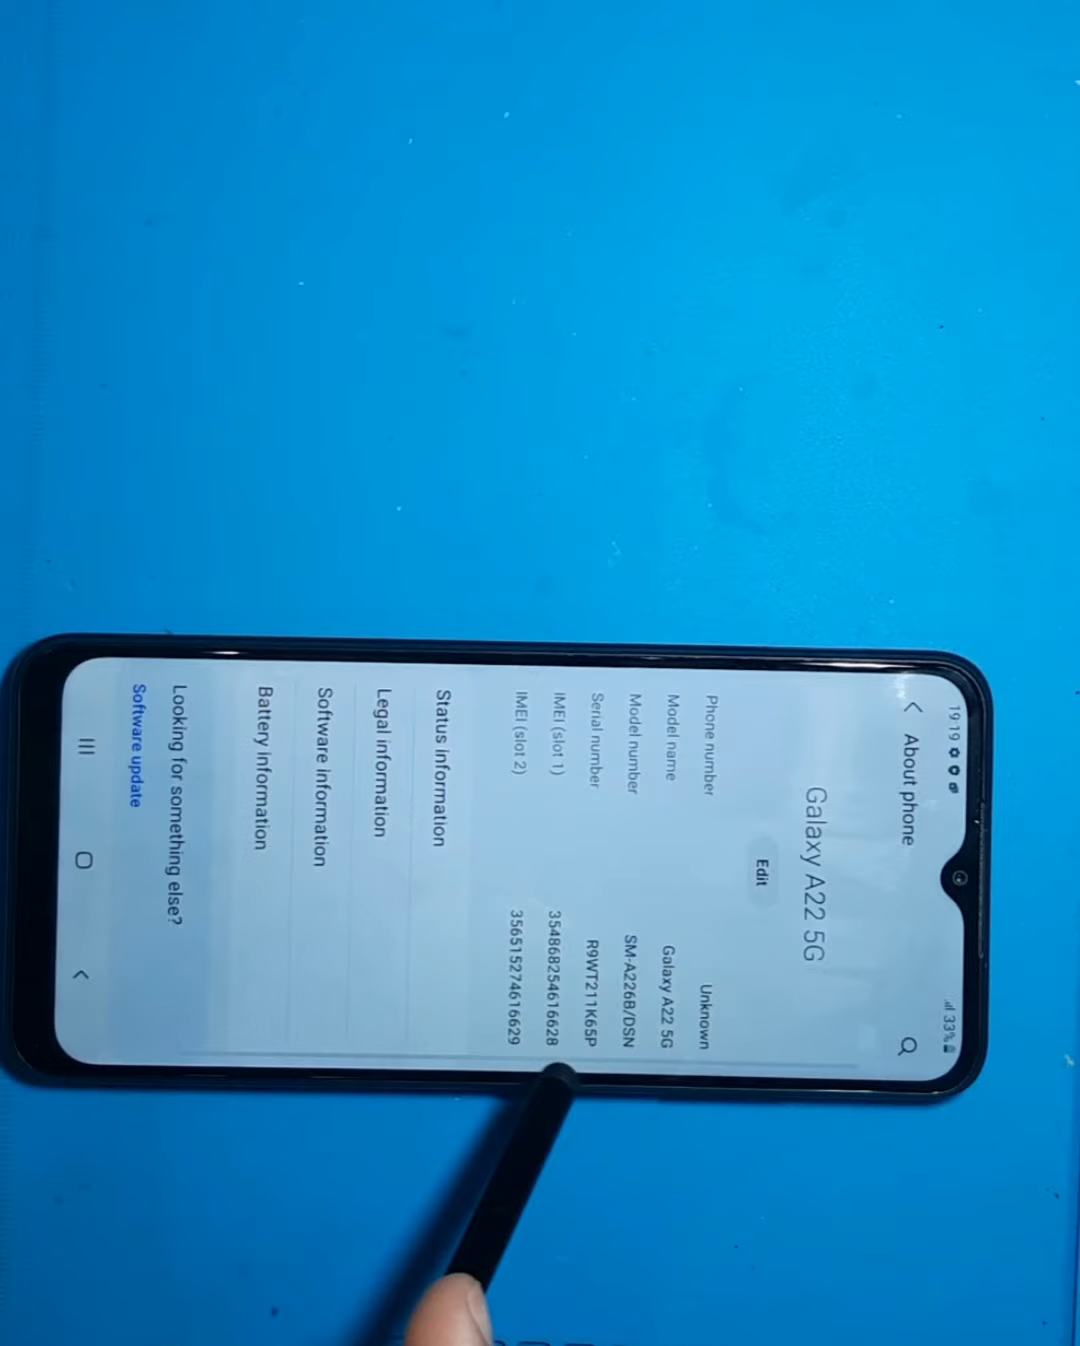 19:19
33%
About phone
Galaxy A22 5G
Edit
Phone number Unknown
Model name Galaxy A22 5G
Model number SM-A226B/DSN
Serial number R9WT211K65P
IMEI (slot 1) 354868254616628
IMEI (slot 2) 356515274616629
Status information
Legal information
Software information
Battery information
Looking for something else?
Software update